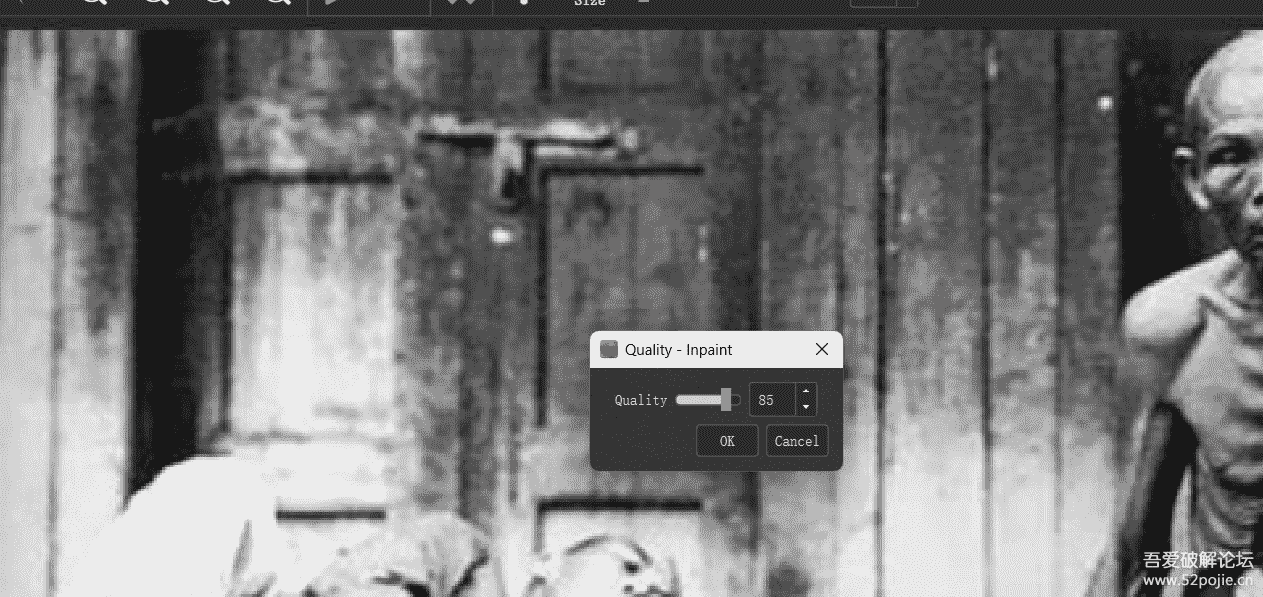 Size
Quality - Inpaint
Quality
85
OK
Cancel
吾爱破解论坛
www.52pojie.cn